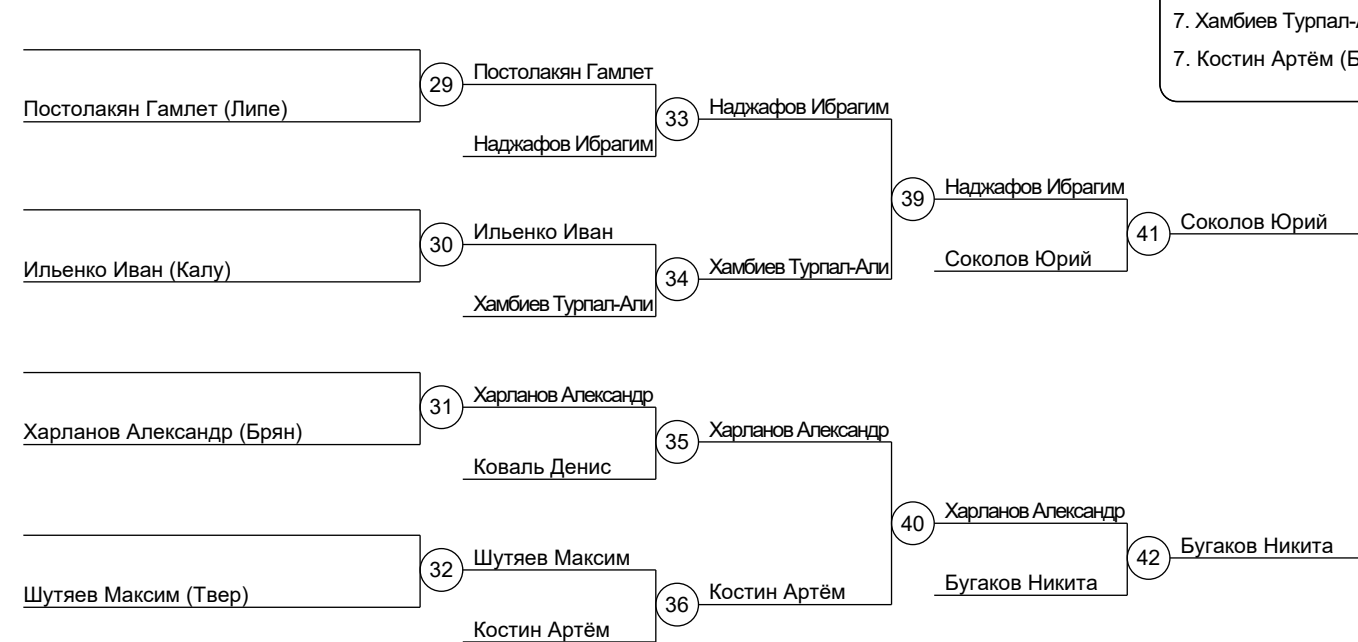 7. Хамбиев Турпал-
7. Костин Артём (
29
Постолакян Гамлет
Постолакян Гамлет (Липе)
33
Наджафов Ибрагим
Наджафов Ибрагим
39
Наджафов Ибрагим
30
Ильенко Иван
41
Соколов Юрий
Ильенко Иван (Калу)
34
Хамбиев Турпал-Али
Соколов Юрий
Хамбиев Турпал-Али
31
Харланов Александр
Харланов Александр (Брян)
35
Харланов Александр
Коваль Денис
40
Харланов Александр
32
Шутяев Максим
42
Бугаков Никита
Шутяев Максим (Твер)
36
Костин Артём
Бугаков Никита
Костин Артём